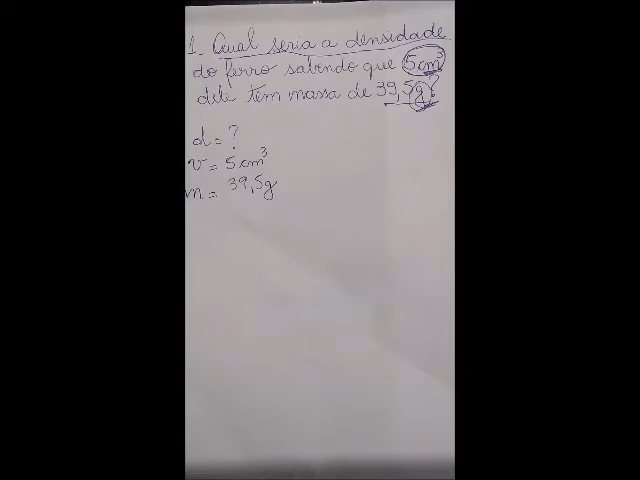 1. Qual seria a densidade
do ferro sabendo que 5cm³
dele tem massa de 39,5g?
d = ?
v = 5cm³
m = 39,5g